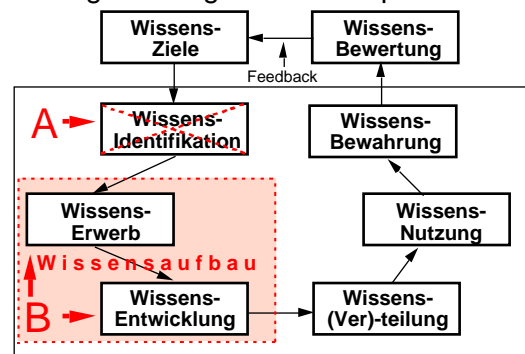 Wissens-
Ziele
Wissens-
Bewertung
Feedback
A
Wissens-
Identifikation
Wissens-
Bewahrung
Wissens-
Erwerb
Wissens-
Nutzung
Wissensaufbau
B
Wissens-
Entwicklung
Wissens-
(Ver)-teilung